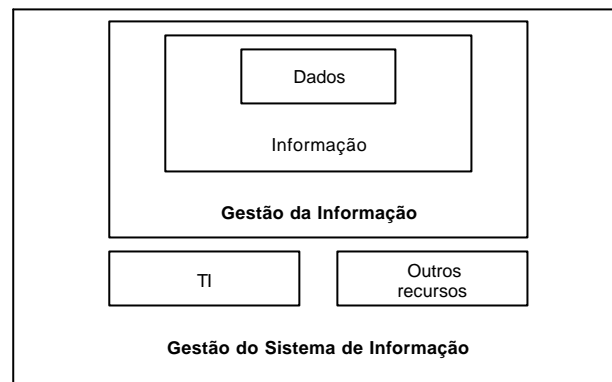 Dados
Informação
Gestão da Informação
TI
Outros
recursos
Gestão do Sistema de Informação